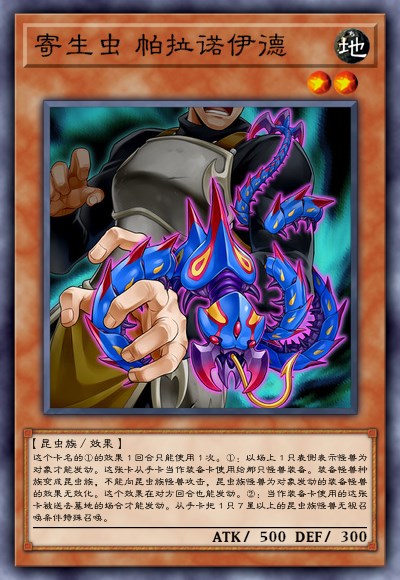 寄生虫 帕拉诺伊德
地
【昆虫族／效果】
这个卡名的①的效果1回合只能使用1次。①：以场上1只表侧表示怪兽为
对象才能发动。这张卡从手卡当作装备卡使用给那只怪兽装备。装备怪兽种
族变成昆虫族，不能向昆虫族怪兽攻击，昆虫族怪兽为对象发动的装备怪兽
的效果无效化。这个效果在对方回合也能发动。②：当作装备卡使用的这张
卡被送去墓地的场合才能发动。从手卡把1只7星以上的昆虫族怪兽无视召
唤条件特殊召唤。
ATK/ 500 DEF/ 300